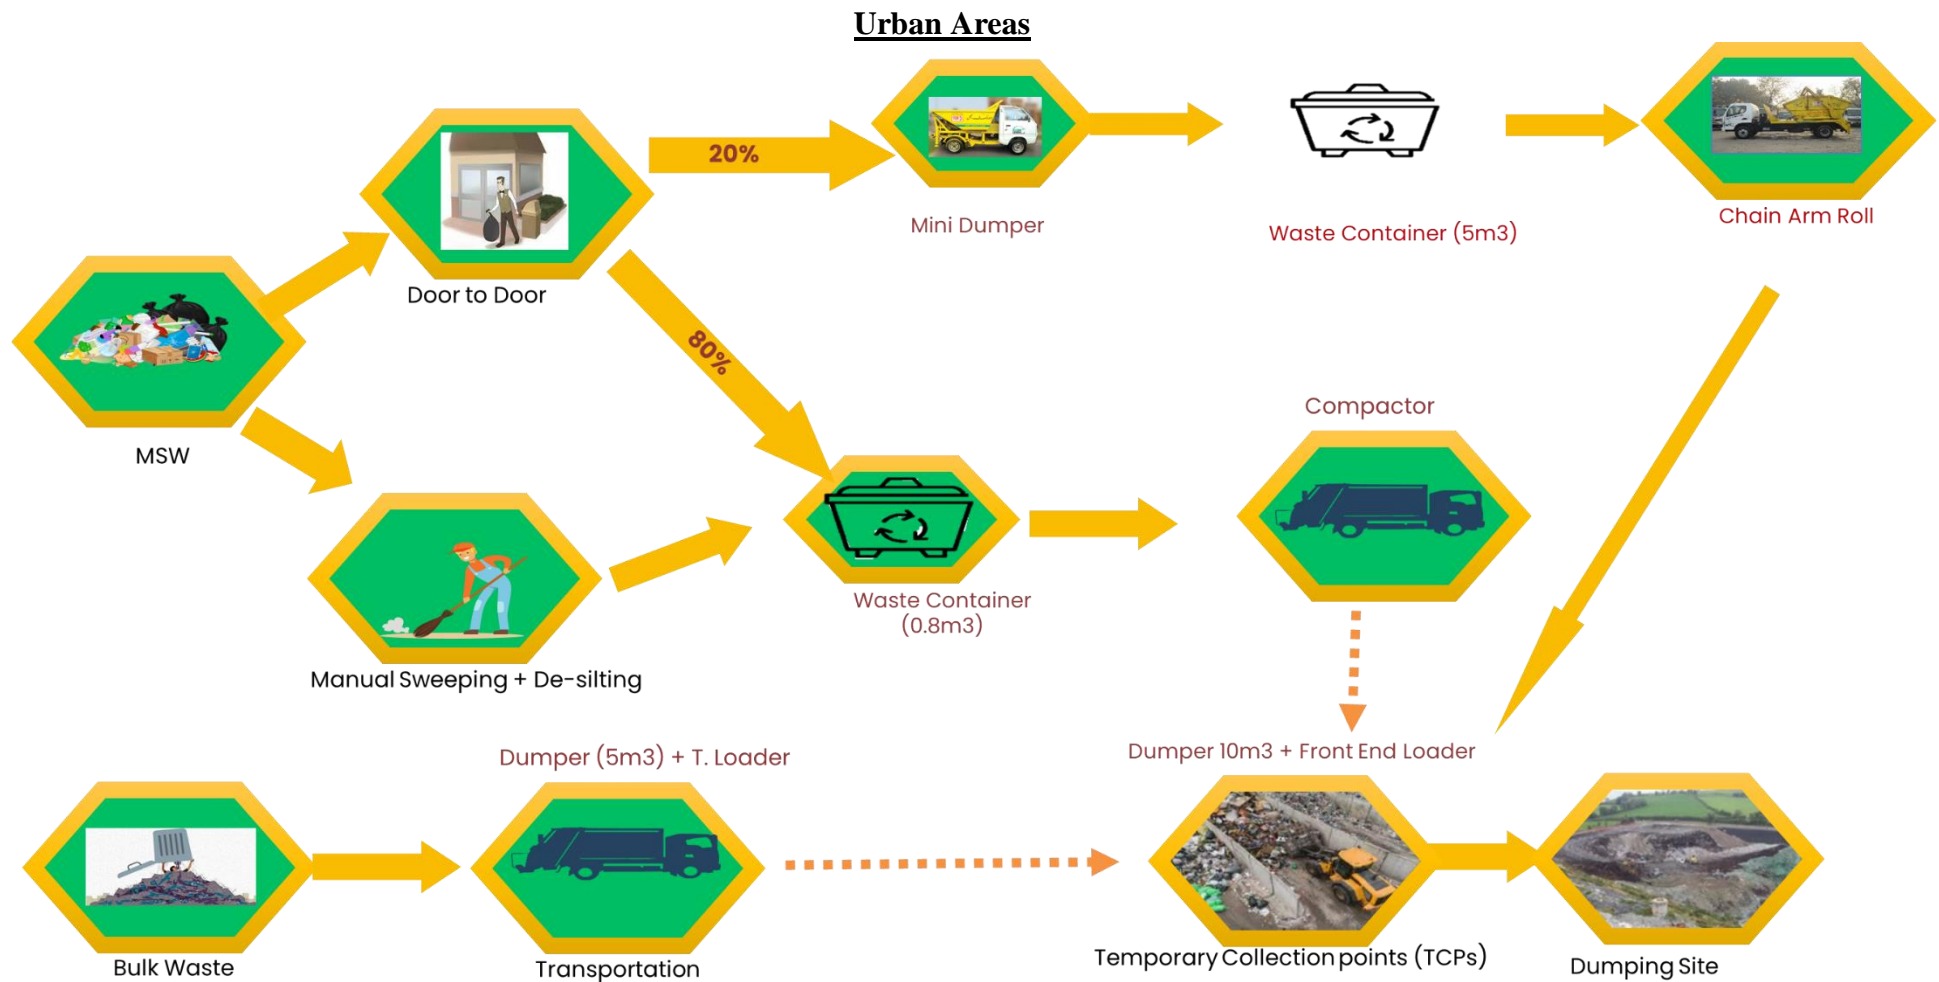 Urban Areas
20%
Mini Dumper
Waste Container (5m3)
Chain Arm Roll
Door to Door
80%
MSW
Compactor
Waste Container
(0.8m3)
Manual Sweeping + De-silting
Dumper (5m3) + T. Loader
Dumper 10m3 + Front End Loader
Bulk Waste
Transportation
Temporary Collection points (TCPs)
Dumping Site